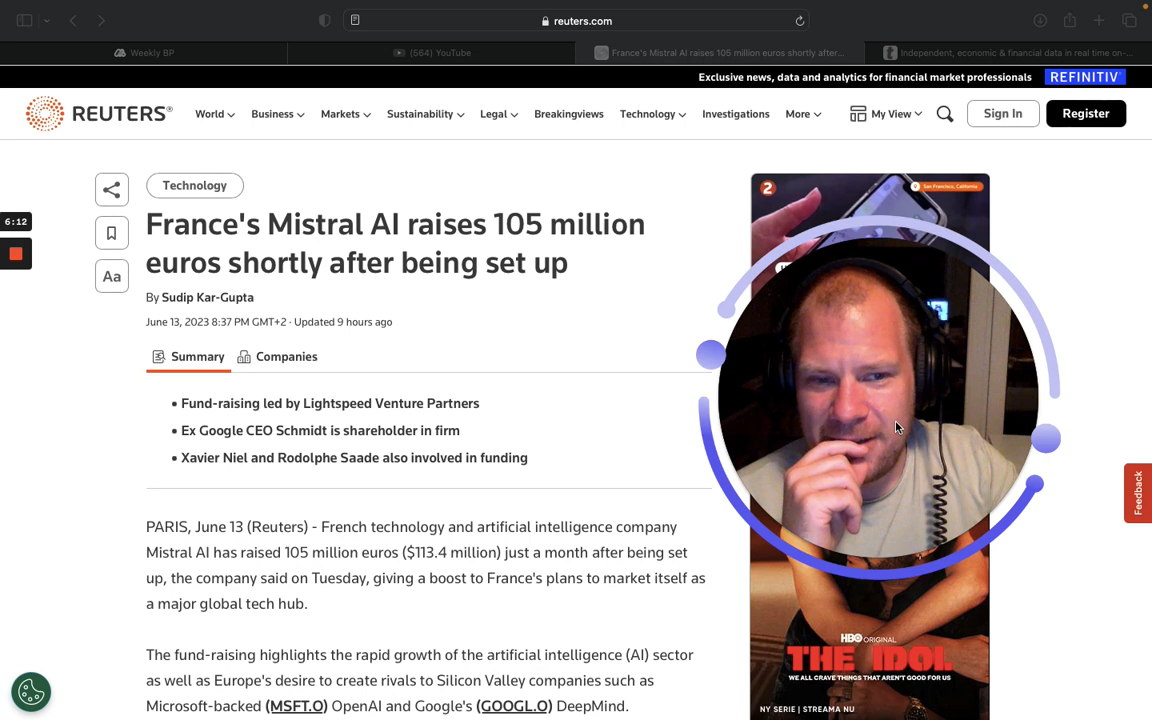 reuters.com
Weekly BP
(564) YouTube
France's Mistral AI raises 105 million euros shortly after...
Independent, economic & financial data in real time on-...
Exclusive news, data and analytics for financial market professionals
REFINITIV
REUTERS®
World
Business
Markets
Sustainability
Legal
Breakingviews
Technology
Investigations
More
My View
Sign In
Register
6:12
Technology
France's Mistral AI raises 105 million
euros shortly after being set up
Aa
By Sudip Kar-Gupta
June 13, 2023 8:37 PM GMT+2 · Updated 9 hours ago
Summary
Companies
• Fund-raising led by Lightspeed Venture Partners
• Ex Google CEO Schmidt is shareholder in firm
• Xavier Niel and Rodolphe Saade also involved in funding
PARIS, June 13 (Reuters) - French technology and artificial intelligence company
Mistral AI has raised 105 million euros ($113.4 million) just a month after being set
up, the company said on Tuesday, giving a boost to France's plans to market itself as
a major global tech hub.
The fund-raising highlights the rapid growth of the artificial intelligence (AI) sector
as well as Europe's desire to create rivals to Silicon Valley companies such as
Microsoft-backed (MSFT.O) OpenAI and Google's (GOOGL.O) DeepMind.
2
San Francisco, California
HBO ORIGINAL
THE IDOL
WE ALL CRAVE THINGS THAT AREN'T GOOD FOR US
NY SERIE | STREAMA NU
Feedback